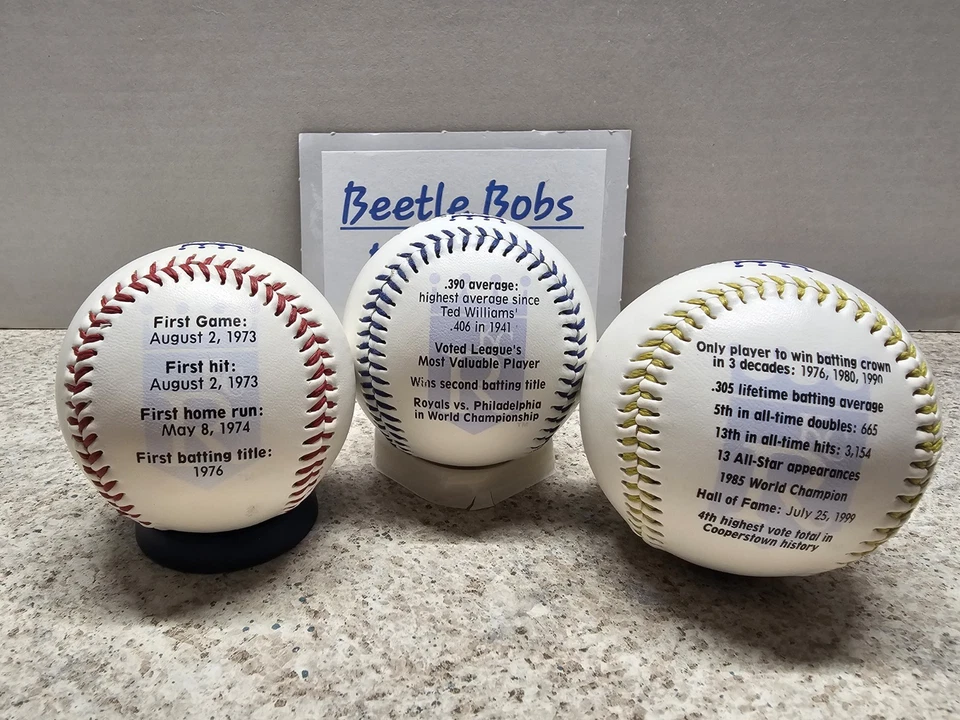 Beetle Bobs
First Game:
August 2, 1973
First hit:
August 2, 1973
First home run:
May 8, 1974
First batting title:
1976
.390 average:
highest average since
Ted Williams'
.406 in 1941
Voted League's
Most Valuable Player
Wins second batting title
Royals vs. Philadelphia
in World Championship
Only player to win batting crown
in 3 decades: 1976, 1980, 1990
.305 lifetime batting average
5th in all-time doubles: 665
13th in all-time hits: 3,154
13 All-Star appearances
1985 World Champion
Hall of Fame: July 25, 1999
4th highest vote total in
Cooperstown history